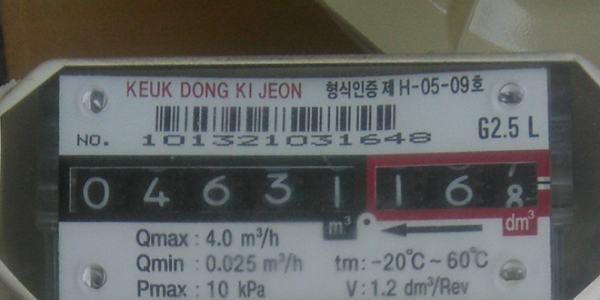 KEUK DONG KI JEON 형식인증 제 H-05-09호
NO. 101321031648 G2.5 L
0 4 6 3 1 1 6 8
m³ dm³
Qmax : 4.0 m³/h
Qmin : 0.025 m³/h tm: -20°C ~ 60°C
Pmax : 10 kPa V : 1.2 dm³/Rev